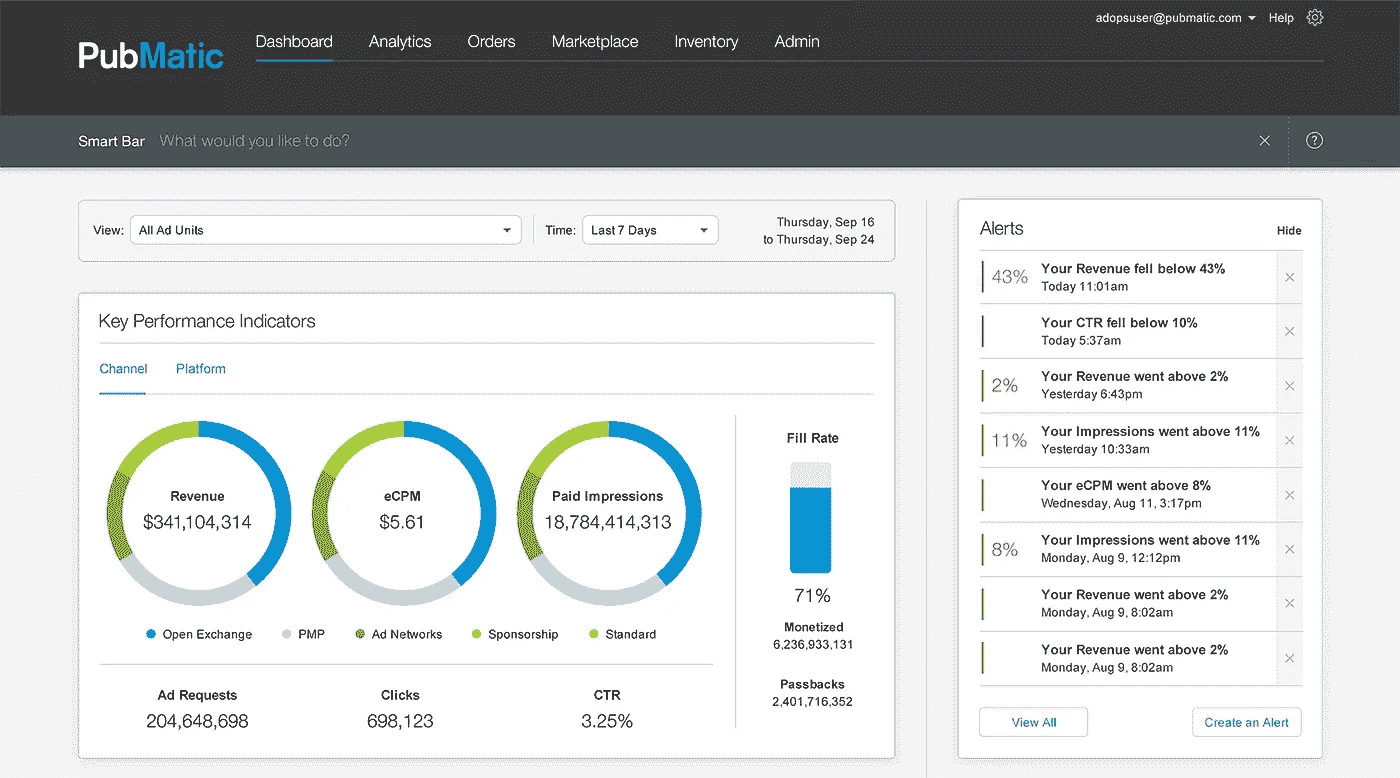 adopsuser@pubmatic.com Help
PubMatic
Dashboard Analytics Orders Marketplace Inventory Admin
Smart Bar What would you like to do?
View: All Ad Units Time: Last 7 Days
Thursday, Sep 16
to Thursday, Sep 24
Key Performance Indicators
Channel Platform
Revenue
$341,104,314
eCPM
$5.61
Paid Impressions
18,784,414,313
Open Exchange PMP Ad Networks Sponsorship Standard
Ad Requests
204,648,698
Clicks
698,123
CTR
3.25%
Fill Rate
71%
Monetized
6,236,933,131
Passbacks
2,401,716,352
Alerts
Hide
43% Your Revenue fell below 43%
Today 11:01am
Your CTR fell below 10%
Today 5:37am
2% Your Revenue went above 2%
Yesterday 6:43pm
11% Your Impressions went above 11%
Yesterday 10:33am
Your eCPM went above 8%
Wednesday, Aug 11, 3:17pm
8% Your Impressions went above 11%
Monday, Aug 9, 12:12pm
Your Revenue went above 2%
Monday, Aug 9, 8:02am
Your Revenue went above 2%
Monday, Aug 9, 8:02am
View All Create an Alert